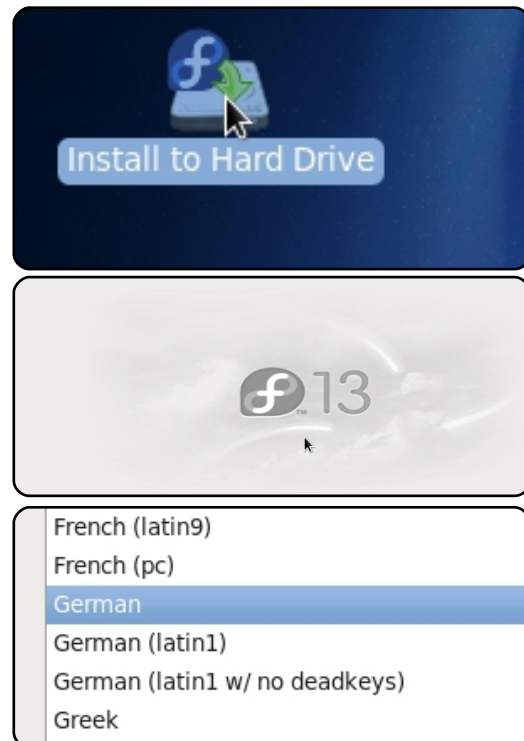 Install to Hard Drive
13
French (latin9)
French (pc)
German
German (latin1)
German (latin1 w/ no deadkeys)
Greek